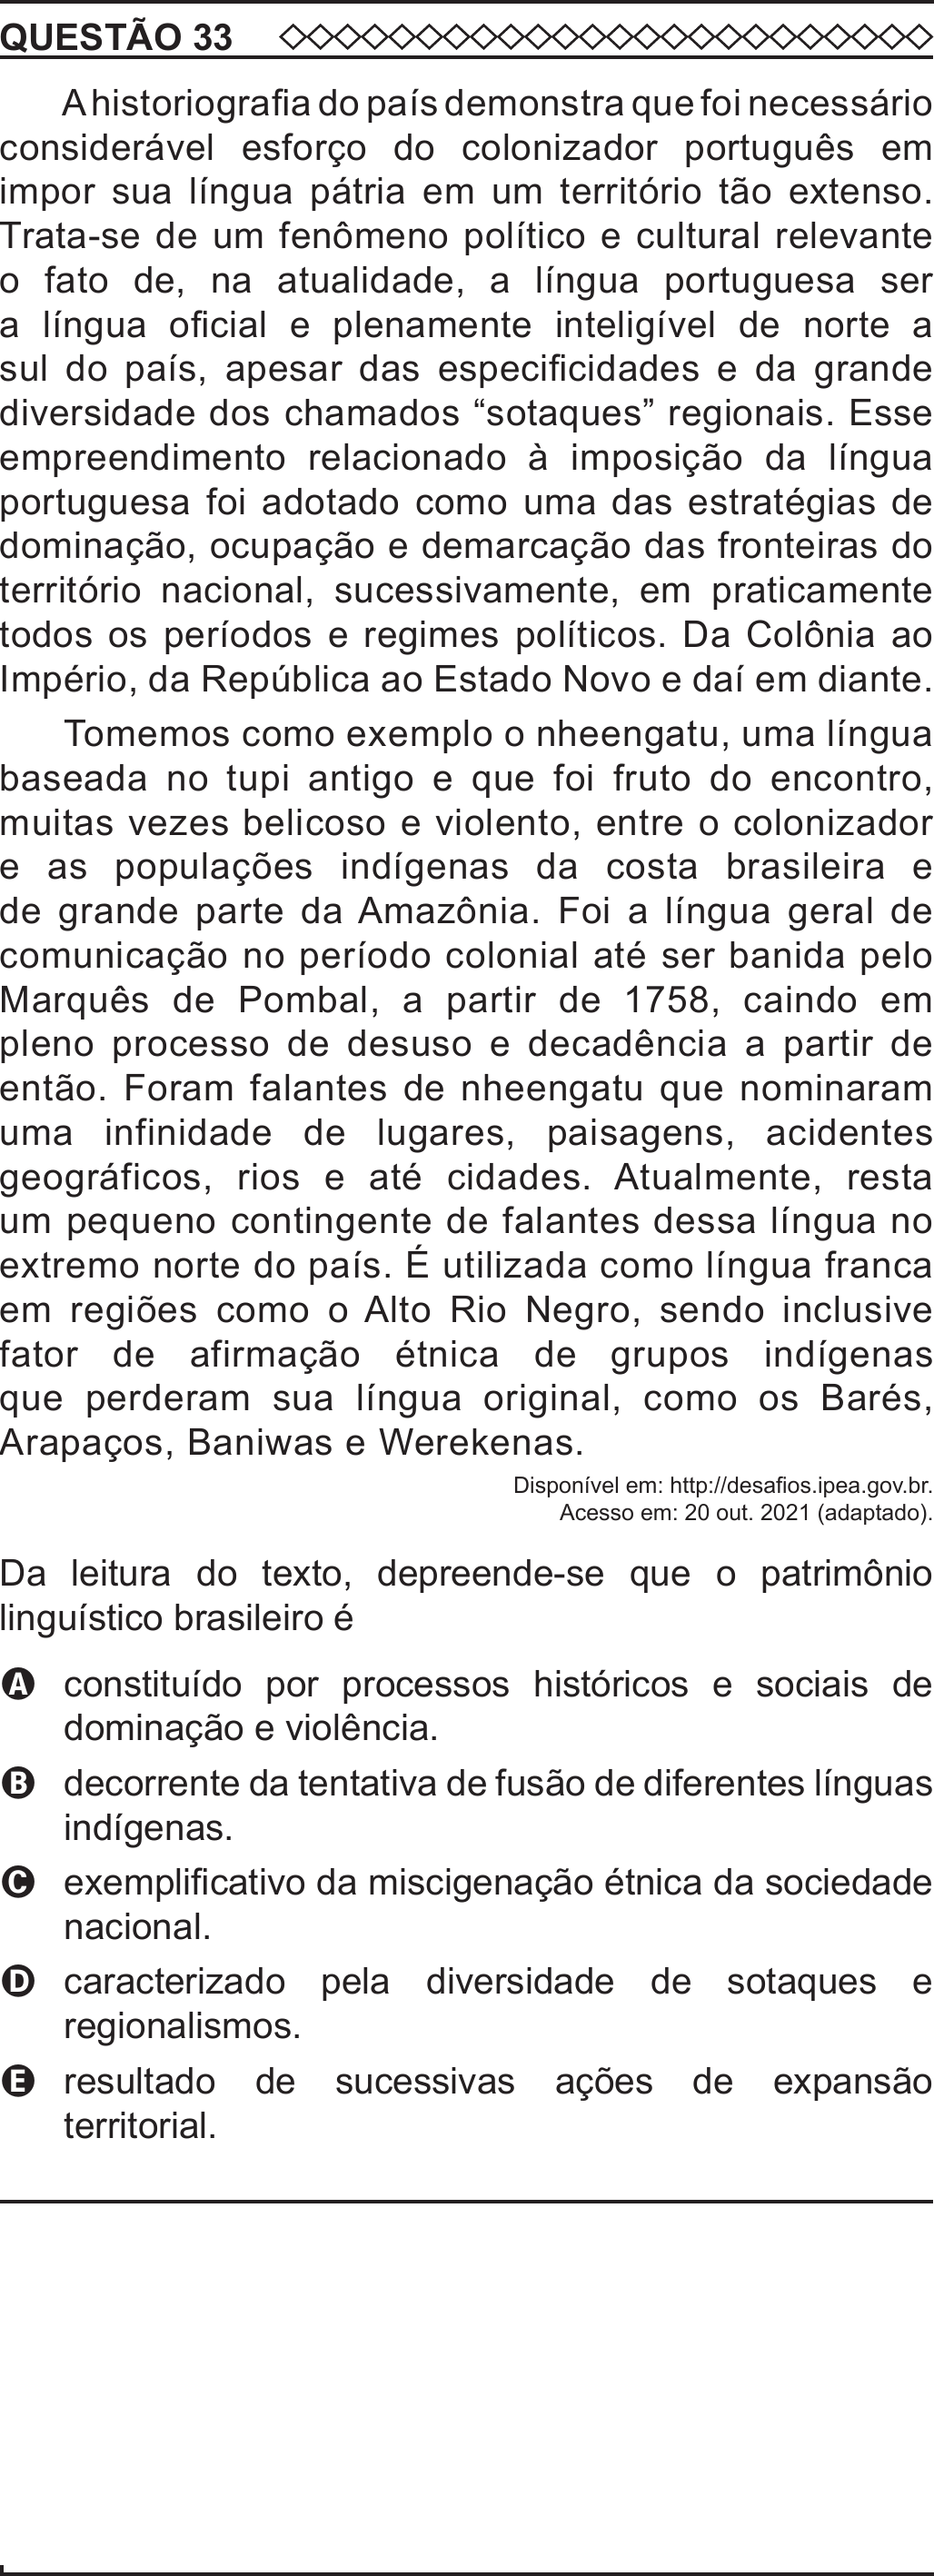 QUESTÃO 33
A historiografia do país demonstra que foi necessário
considerável esforço do colonizador português em
impor sua língua pátria em um território tão extenso.
Trata-se de um fenômeno político e cultural relevante
o fato de, na atualidade, a língua portuguesa ser
a língua oficial e plenamente inteligível de norte a
sul do país, apesar das especificidades e da grande
diversidade dos chamados “sotaques” regionais. Esse
empreendimento relacionado à imposição da língua
portuguesa foi adotado como uma das estratégias de
dominação, ocupação e demarcação das fronteiras do
território nacional, sucessivamente, em praticamente
todos os períodos e regimes políticos. Da Colônia ao
Império, da República ao Estado Novo e daí em diante.
Tomemos como exemplo o nheengatu, uma língua
baseada no tupi antigo e que foi fruto do encontro,
muitas vezes belicoso e violento, entre o colonizador
e as populações indígenas da costa brasileira e
de grande parte da Amazônia. Foi a língua geral de
comunicação no período colonial até ser banida pelo
Marquês de Pombal, a partir de 1758, caindo em
pleno processo de desuso e decadência a partir de
então. Foram falantes de nheengatu que nominaram
uma infinidade de lugares, paisagens, acidentes
geográficos, rios e até cidades. Atualmente, resta
um pequeno contingente de falantes dessa língua no
extremo norte do país. É utilizada como língua franca
em regiões como o Alto Rio Negro, sendo inclusive
fator de afirmação étnica de grupos indígenas
que perderam sua língua original, como os Barés,
Arapaços, Baniwas e Werekenas.
Disponível em: http://desafios.ipea.gov.br.
Acesso em: 20 out. 2021 (adaptado).
Da leitura do texto, depreende-se que o patrimônio
linguístico brasileiro é
A constituído por processos históricos e sociais de
dominação e violência.
B decorrente da tentativa de fusão de diferentes línguas
indígenas.
C exemplificativo da miscigenação étnica da sociedade
nacional.
D caracterizado pela diversidade de sotaques e
regionalismos.
E resultado de sucessivas ações de expansão
territorial.